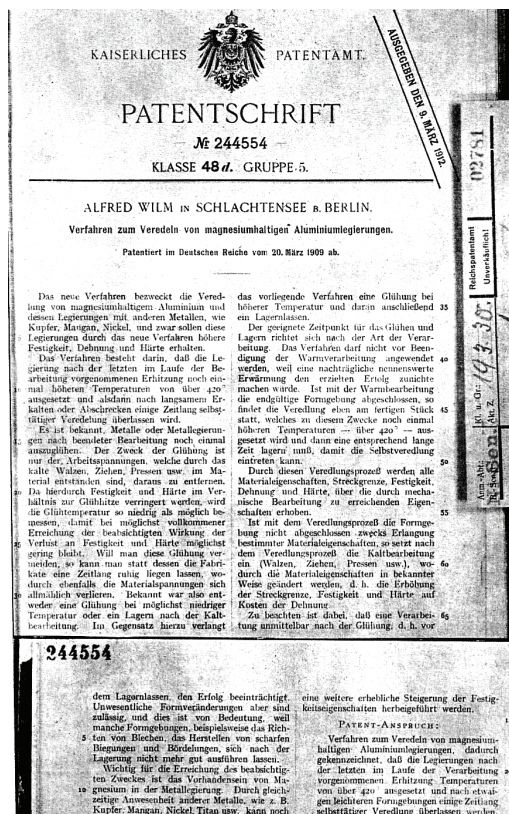 KAISERLICHES PATENTAMT.
AUSGEGEBEN DEN 9. MÄRZ 1912.
PATENTSCHRIFT
№ 244554
KLASSE 48d. GRUPPE 5.
ALFRED WILM IN SCHLACHTENSEE B. BERLIN.
Verfahren zum Veredeln von magnesiumhaltigen Aluminiumlegierungen.
Patentiert im Deutschen Reiche vom 20. März 1909 ab.
Das neue Verfahren bezweckt die Vered-
lung von magnesiumhaltigem Aluminium und
dessen Legierungen mit anderen Metallen, wie
Kupfer, Mangan, Nickel, und zwar sollen diese
Legierungen durch das neue Verfahren höhere
Festigkeit, Dehnung und Härte erhalten.
Das Verfahren besteht darin, daß die Le-
gierung nach der letzten im Laufe der Be-
arbeitung vorgenommenen Erhitzung noch ein-
mal höheren Temperaturen von über 420°
ausgesetzt und alsdann nach langsamem Er-
kalten oder Abschrecken einige Zeitlang selbst-
tätiger Veredelung überlassen wird.
Es ist bekannt, Metalle oder Metallegierun-
gen nach beendeter Bearbeitung noch einmal
auszuglühen. Der Zweck der Glühung ist
nur, der Arbeitsspannungen, welche durch das
kalte Walzen, Ziehen, Pressen usw. im Ma-
terial entstanden sind, daraus zu entfernen.
20 Da hierdurch Festigkeit und Härte im Ver-
hältnis zur Glühhitze verringert werden, wird
die Glühtemperatur so niedrig als möglich be-
messen, damit bei möglichst vollkommener
Erreichung der beabsichtigten Wirkung der
25 Verlust an Festigkeit und Härte möglichst
gering bleibt. Will man diese Glühung ver-
meiden, so kann man statt dessen die Fabri-
kate eine Zeitlang ruhig liegen lassen, wo-
durch ebenfalls die Materialspannungen sich
30 allmählich verlieren. Bekannt war also ent-
weder eine Glühung bei möglichst niedriger
Temperatur oder ein Lagern nach der Kalt-
bearbeitung. Im Gegensatz hierzu verlangt
das vorliegende Verfahren eine Glühung bei
höherer Temperatur und daran anschließend 35
ein Lagernlassen.
Der geeignete Zeitpunkt für das Glühen und
Lagern richtet sich nach der Art der Verar-
beitung. Das Verfahren darf nicht vor Been-
digung der Warmverarbeitung angewendet 40
werden, weil eine nachträgliche nennenswerte
Erwärmung den erzielten Erfolg zunichte
machen würde. Ist mit der Warmbearbeitung
die endgültige Formgebung abgeschlossen, so
findet die Veredlung eben am fertigen Stück 45
statt, welches zu diesem Zwecke noch einmal
höheren Temperaturen — über 420° — aus-
gesetzt wird und dann eine entsprechend lange
Zeit lagern muß, damit die Selbstveredlung
eintreten kann. 50
Durch diesen Veredlungsprozeß werden alle
Materialeigenschaften, Streckgrenze, Festigkeit,
Dehnung und Härte, über die durch mecha-
nische Bearbeitung zu erreichenden Eigen-
schaften erhoben. 55
Ist mit dem Veredlungsprozeß die Formge-
bung nicht abgeschlossen zwecks Erlangung
bestimmter Materialeigenschaften, so setzt nach
dem Veredlungsprozeß die Kaltbearbeitung
ein (Walzen, Ziehen, Pressen usw.), wo- 60
durch die Materialeigenschaften in bekannter
Weise geändert werden, d. h. die Erhöhung
der Streckgrenze, Festigkeit und Härte auf
Kosten der Dehnung
Zu beachten ist dabei, daß eine Verarbei- 65
tung unmittelbar nach der Glühung, d. h. vor
Reichspatentamt
Unverkäuflich!
02781
244554
dem Lagernlassen, den Erfolg beeinträchtigt.
Unwesentliche Formveränderungen aber sind
zulässig, und dies ist von Bedeutung, weil
manche Formgebungen, beispielsweise das Rich-
5 ten von Blechen, das Herstellen von scharfen
Biegungen und Bördelungen, sich nach der
Lagerung nicht mehr gut ausführen lassen.
Wichtig für die Erreichung des beabsichtig-
ten Zweckes ist das Vorhandensein von Ma-
10 gnesium in der Metallegierung. Durch gleich-
zeitige Anwesenheit anderer Metalle, wie z. B.
Kupfer, Mangan, Nickel, Titan usw. kann noch
eine weitere erhebliche Steigerung der Festig-
keitseigenschaften herbeigeführt werden.
PATENT-ANSPRUCH:
Verfahren zum Veredeln von magnesium-
haltigen Aluminiumlegierungen, dadurch
gekennzeichnet, daß die Legierungen nach
der letzten im Laufe der Verarbeitung
vorgenommenen Erhitzung Temperaturen
von über 420° ausgesetzt und nach etwai-
gen leichteren Formgebungen einige Zeitlang
selbsttätiger Veredlung überlassen werden.